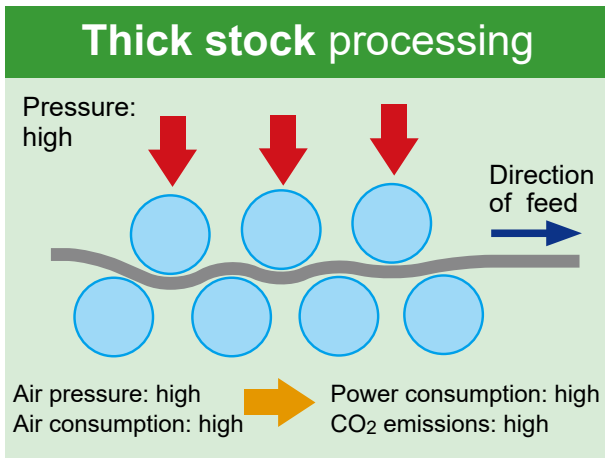 Thick stock processing
Pressure:
high
Direction
of feed
Air pressure: high
Air consumption: high
Power consumption: high
CO2 emissions: high